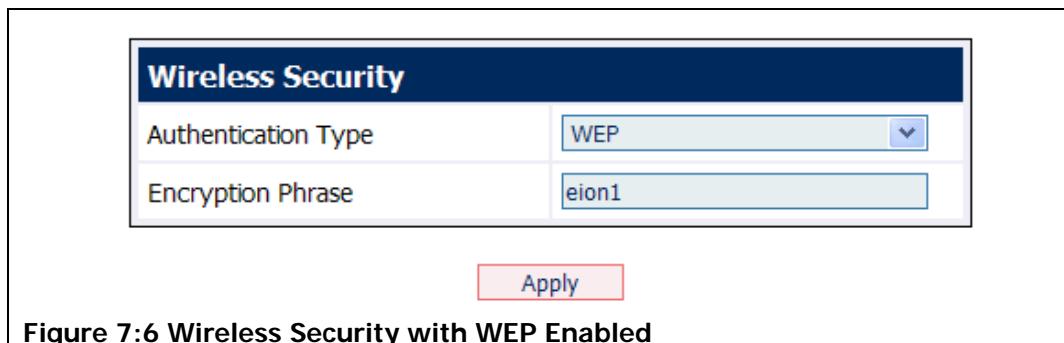 Wireless Security
Authentication Type WEP
Encryption Phrase eion1
Apply
Figure 7:6 Wireless Security with WEP Enabled